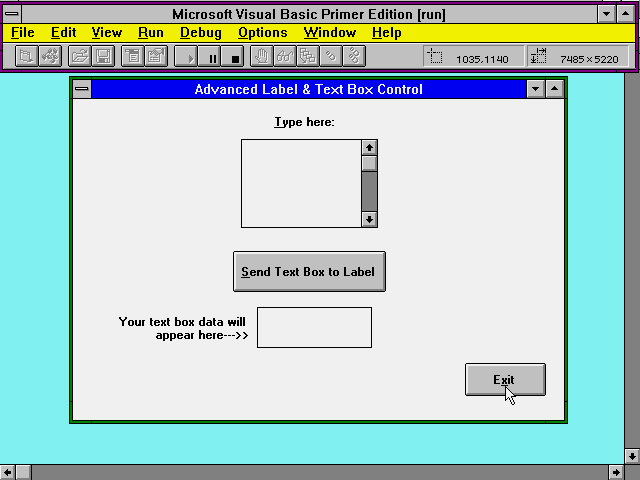 Microsoft Visual Basic Primer Edition [run]
File Edit View Run Debug Options Window Help
1035,1140 7485×5220
Advanced Label & Text Box Control
Type here:
Send Text Box to Label
Your text box data will
appear here--->>
Exit